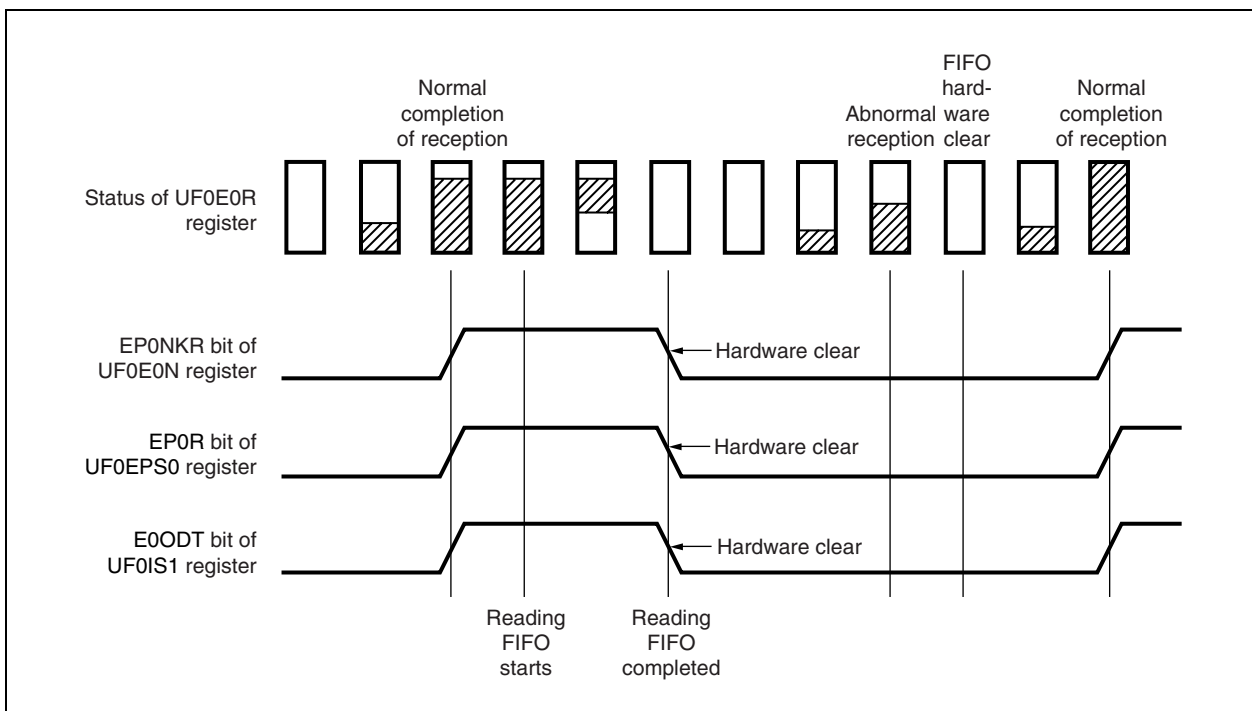 Normal
completion
of reception
Abnormal
reception
FIFO
hard-
ware
clear
Normal
completion
of reception
Status of UF0E0R
register
EP0NKR bit of
UF0E0N register
Hardware clear
EP0R bit of
UF0EPS0 register
Hardware clear
E0ODT bit of
UF0IS1 register
Hardware clear
Reading
FIFO
starts
Reading
FIFO
completed